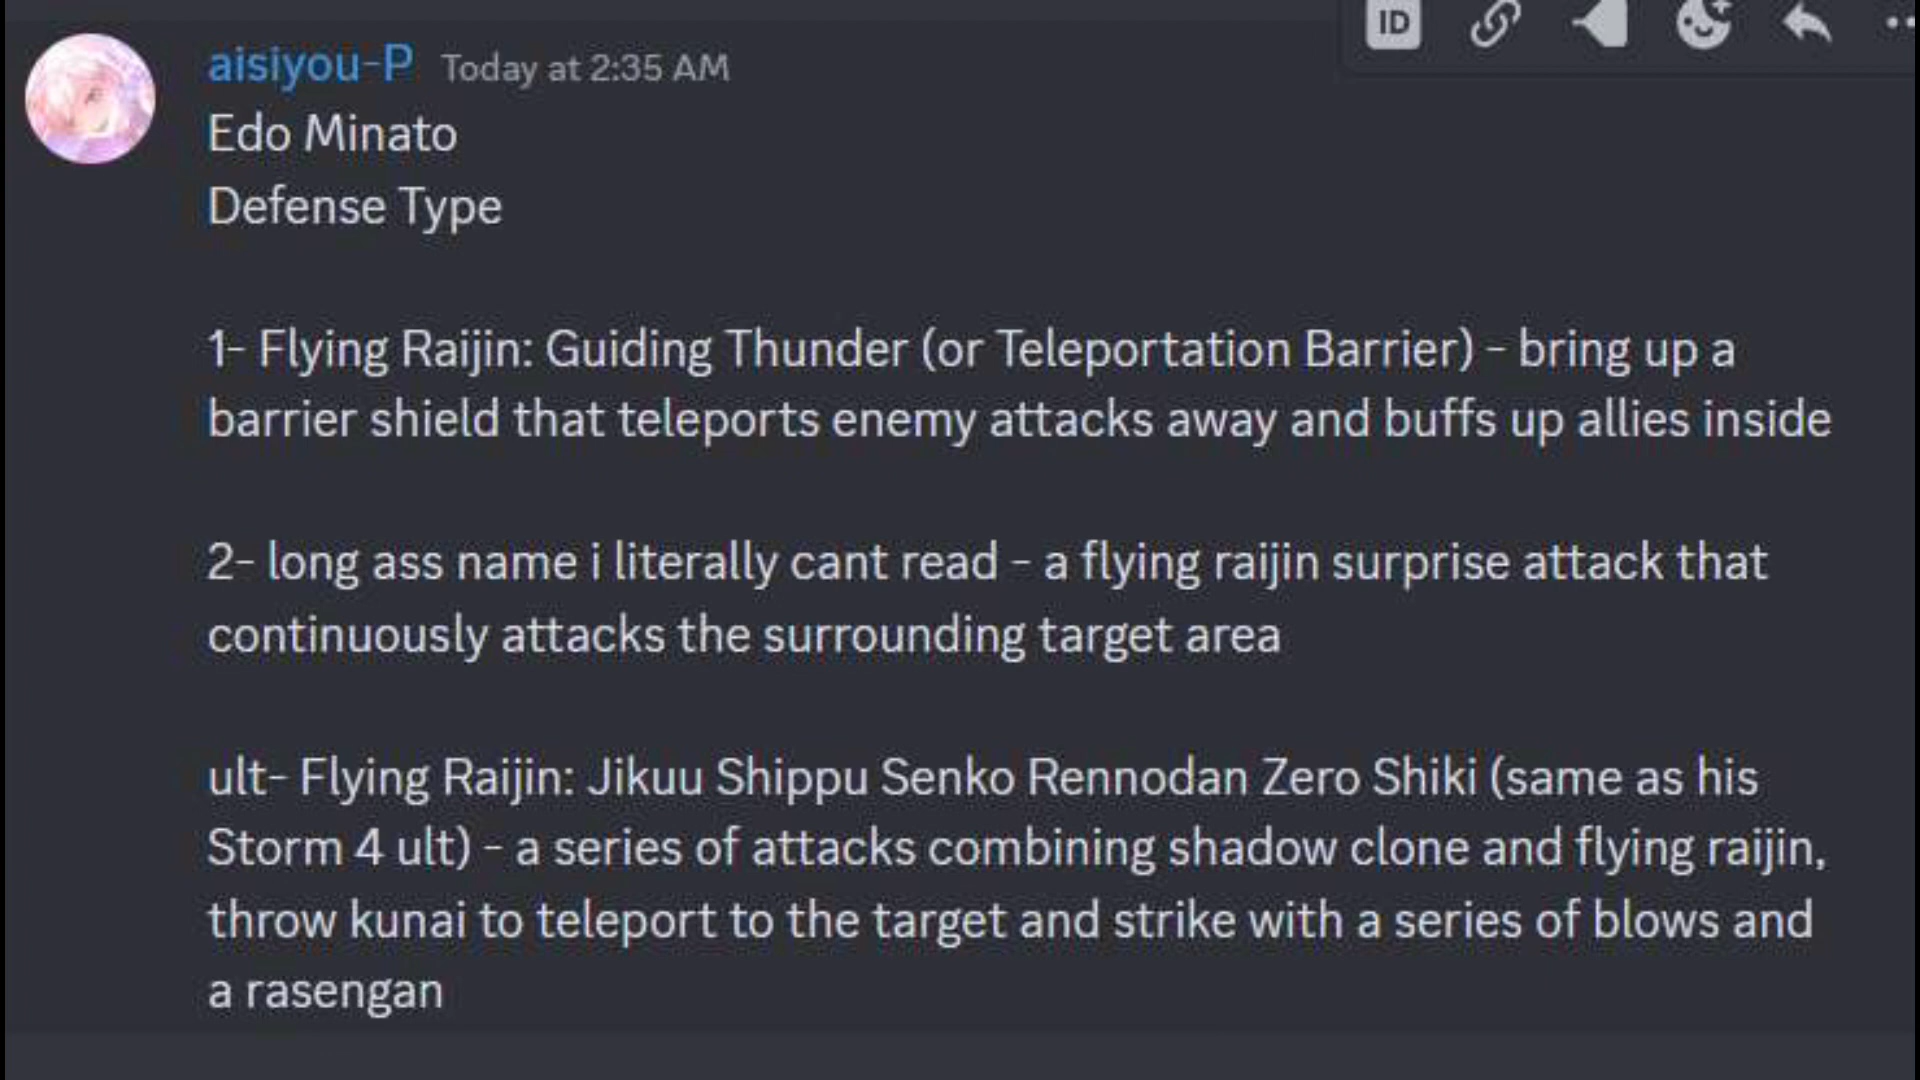 ID
aisiyou-P Today at 2:35 AM
Edo Minato
Defense Type
1- Flying Raijin: Guiding Thunder (or Teleportation Barrier) - bring up a
barrier shield that teleports enemy attacks away and buffs up allies inside
2- long ass name i literally cant read - a flying raijin surprise attack that
continuously attacks the surrounding target area
ult- Flying Raijin: Jikuu Shippu Senko Rennodan Zero Shiki (same as his
Storm 4 ult) - a series of attacks combining shadow clone and flying raijin,
throw kunai to teleport to the target and strike with a series of blows and
a rasengan